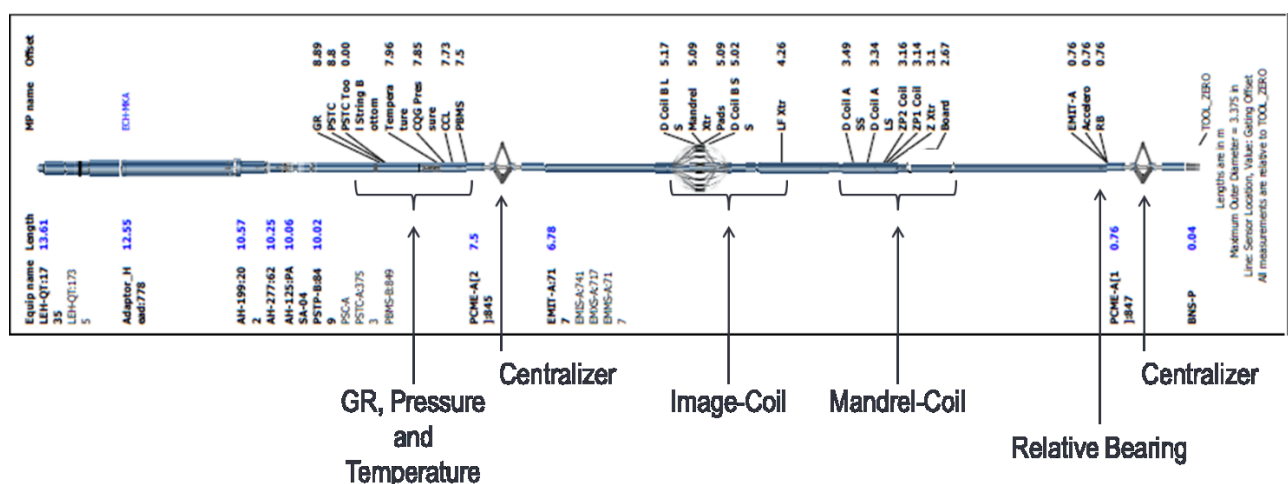 MP name Offset
ECH-MKA
GR 8.89
PSTC 8.8
PSTC Too 0.00
l String B
ottom
Tempera 7.96
ture
CQG Pres 7.85
sure
CCL 7.73
PBMS 7.5
D Coil B L 5.17
S
Mandrel 5.09
Xtr
Pads 5.09
D Coil B S 5.02
S
LF Xtr 4.26
D Coil A 3.49
SS
D Coil A 3.34
LS
ZP2 Coil 3.16
ZP1 Coil 3.14
Z Xtr 3.1
Board 2.67
EMIT-A 0.76
Accelero 0.76
RB 0.76
TOOL_ZERO
Equip name Length
LEH-QT:17 13.61
35
LEH-QT:173
5
Adaptor_H 12.55
ead:778
AH-199:20 10.57
2
AH-277:62 10.25
AH-125:PA 10.06
SA-04
PSTP-B:84 10.02
9
PSC-A
PSTC-A:375
3
PBMS-B:849
PCME-A[2 7.5
]:845
EMIT-A:71 6.78
7
EMIS-A:741
EMXS-A:717
EMMS-A:71
7
PCME-A[1 0.76
]:847
BNS-P 0.04
Lengths are in m
Maximum Outer Diameter = 3.375 in
Line: Sensor Location, Value: Gating Offset
All measurements are relative to TOOL_ZERO
GR, Pressure
and
Temperature
Centralizer
Image-Coil
Mandrel-Coil
Relative Bearing
Centralizer